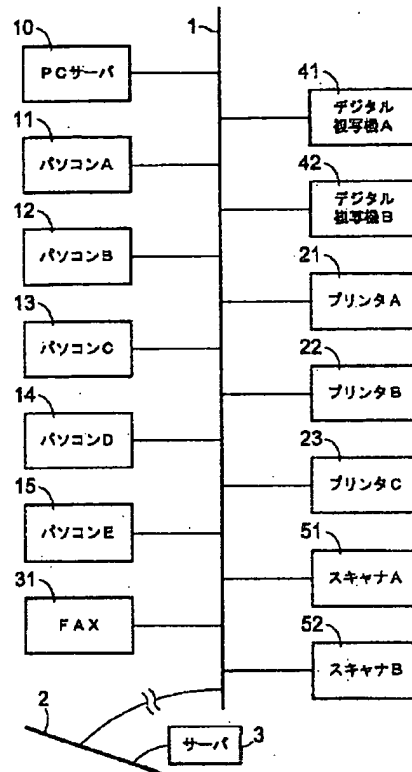 10
PCサーバ
11
パソコンA
12
パソコンB
13
パソコンC
14
パソコンD
15
パソコンE
31
FAX
1
41
デジタル
複写機A
42
デジタル
複写機B
21
プリンタA
22
プリンタB
23
プリンタC
51
スキャナA
52
スキャナB
2
サーバ
3